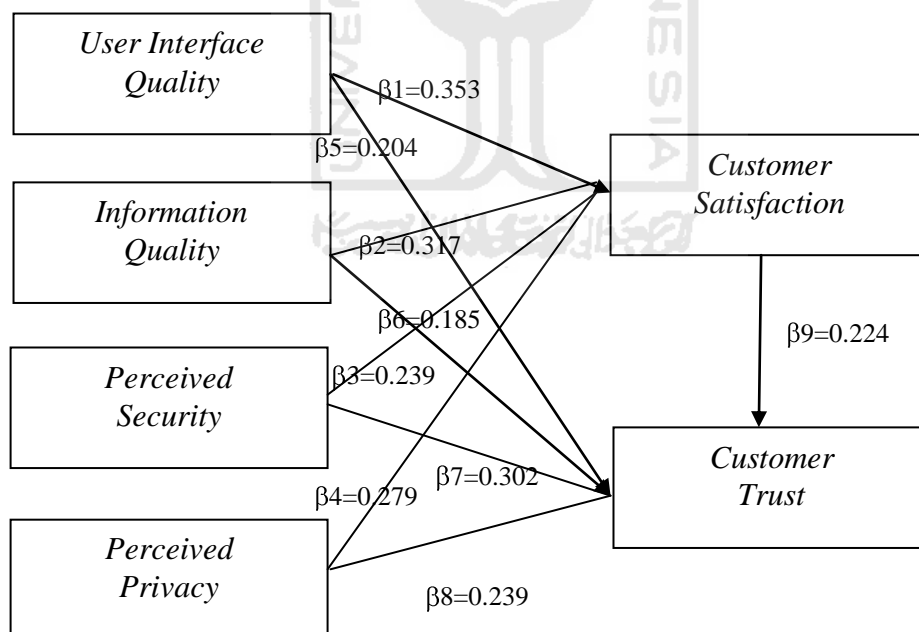 User Interface
Quality
β1=0.353
β5=0.204
Customer
Satisfaction
Information
Quality
β2=0.317
β6=0.185
β9=0.224
Perceived
Security
β3=0.239
Customer
Trust
β7=0.302
β4=0.279
Perceived
Privacy
β8=0.239